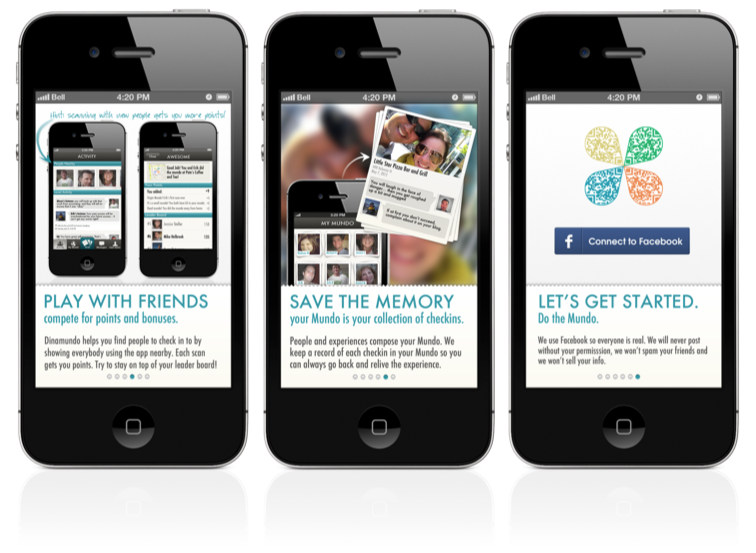 Bell
4:20 PM
Hint: scanning with new people gets you more points!
ACTIVITY
AWESOME
PLAY WITH FRIENDS
compete for points and bonuses.
Dinamundo helps you find people to check in to by
showing everybody using the app nearby. Each scan
gets you points. Try to stay on top of your leader board!
Bell
4:20 PM
Little Star Pizza Bar and Grill
MY MUNDO
SAVE THE MEMORY
your Mundo is your collection of checkins.
People and experiences compose your Mundo. We
keep a record of each checkin in your Mundo so you
can always go back and relive the experience.
Bell
4:20 PM
f Connect to Facebook
LET'S GET STARTED.
Do the Mundo.
We use Facebook so everyone is real. We will never post
without your permisssion, we won't spam your friends and
we won't sell your info.